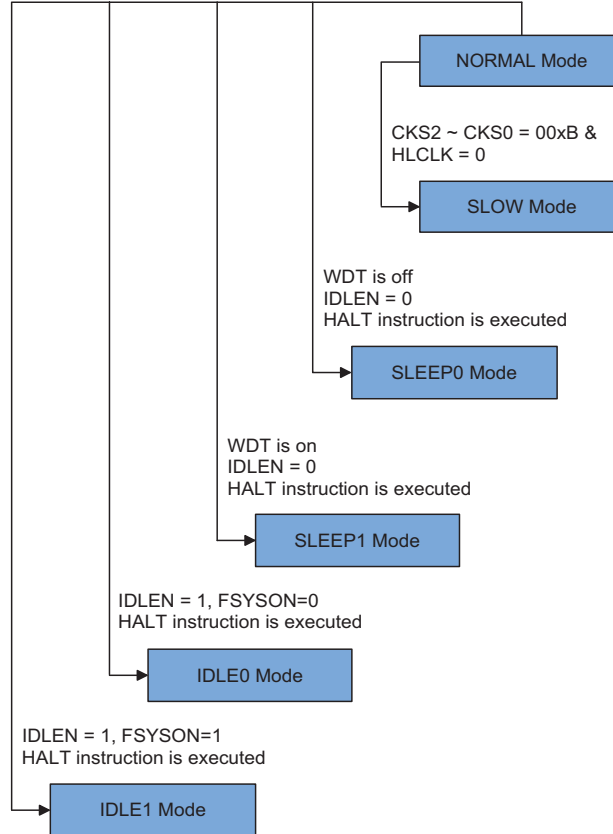 NORMAL Mode
CKS2 ~ CKS0 = 00xB &
HLCLK = 0
SLOW Mode
WDT is off
IDLEN = 0
HALT instruction is executed
SLEEP0 Mode
WDT is on
IDLEN = 0
HALT instruction is executed
SLEEP1 Mode
IDLEN = 1, FSYSON=0
HALT instruction is executed
IDLE0 Mode
IDLEN = 1, FSYSON=1
HALT instruction is executed
IDLE1 Mode